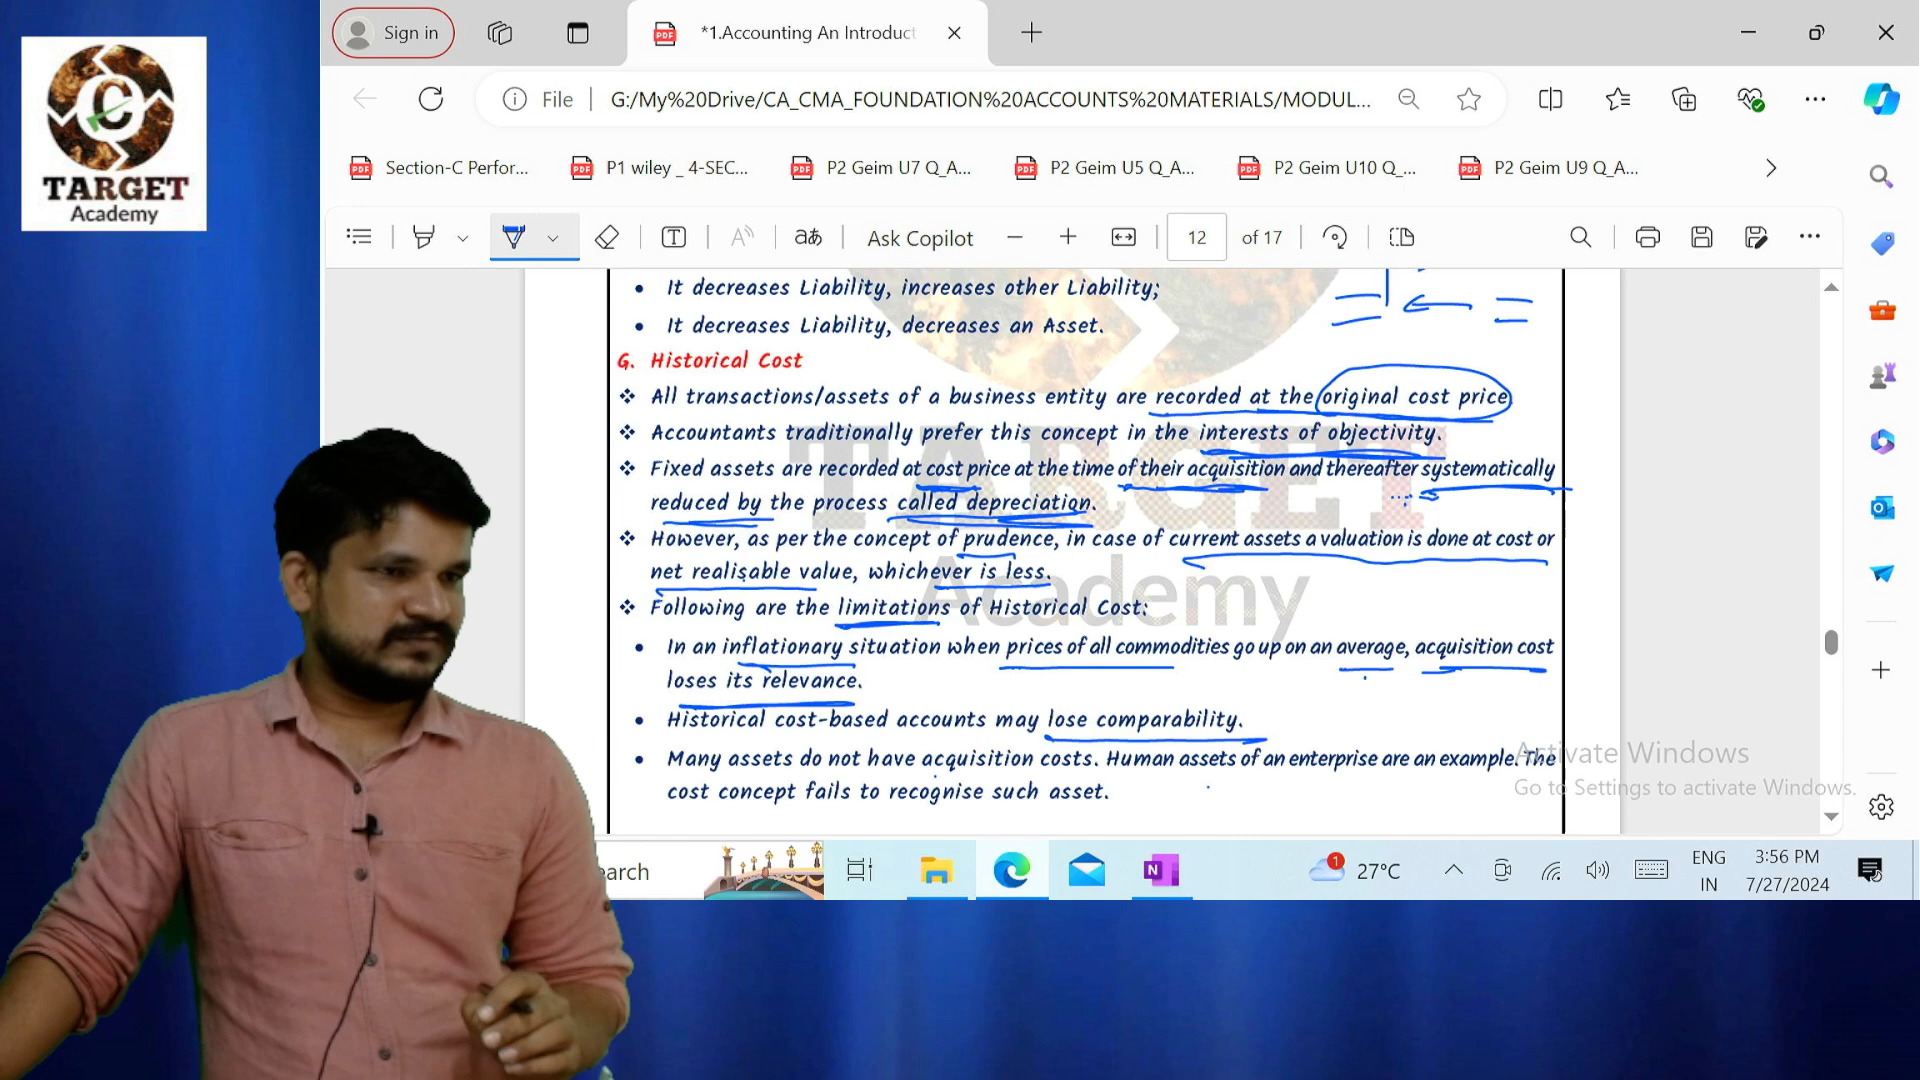 Sign in
*1.Accounting An Introduct
File
G:/My%20Drive/CA_CMA_FOUNDATION%20ACCOUNTS%20MATERIALS/MODUL...
Section-C Perfor...
P1 wiley _ 4-SEC...
P2 Geim U7 Q_A...
P2 Geim U5 Q_A...
P2 Geim U10 Q_...
P2 Geim U9 Q_A...
TARGET
Academy
Ask Copilot
12 of 17
• It decreases Liability, increases other Liability;
• It decreases Liability, decreases an Asset.
G. Historical Cost
❖ All transactions/assets of a business entity are recorded at the original cost price
❖ Accountants traditionally prefer this concept in the interests of objectivity.
❖ Fixed assets are recorded at cost price at the time of their acquisition and thereafter systematically
reduced by the process called depreciation.
❖ However, as per the concept of prudence, in case of current assets a valuation is done at cost or
net realisable value, whichever is less.
❖ Following are the limitations of Historical Cost:
• In an inflationary situation when prices of all commodities go up on an average, acquisition cost
loses its relevance.
• Historical cost-based accounts may lose comparability.
• Many assets do not have acquisition costs. Human assets of an enterprise are an example. The
cost concept fails to recognise such asset.
TARGET
Academy
Activate Windows
Go to Settings to activate Windows.
earch
1
27°C
ENG
IN
3:56 PM
7/27/2024